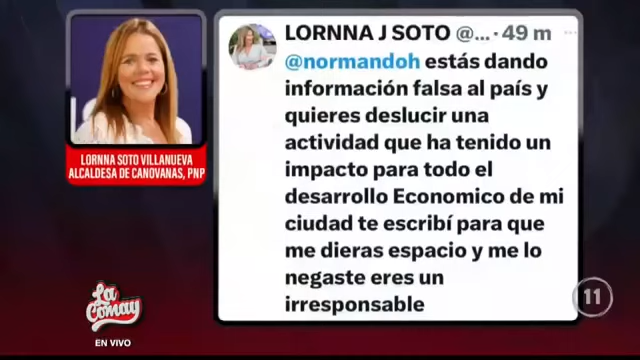 LORNNA J SOTO @... · 49 m
@normandoh estás dando
información falsa al país y
quieres deslucir una
actividad que ha tenido un
impacto para todo el
desarrollo Economico de mi
ciudad te escribí para que
me dieras espacio y me lo
negaste eres un
irresponsable
LORNNA SOTO VILLANUEVA
ALCALDESA DE CANOVANAS, PNP
La
Comay
EN VIVO
11